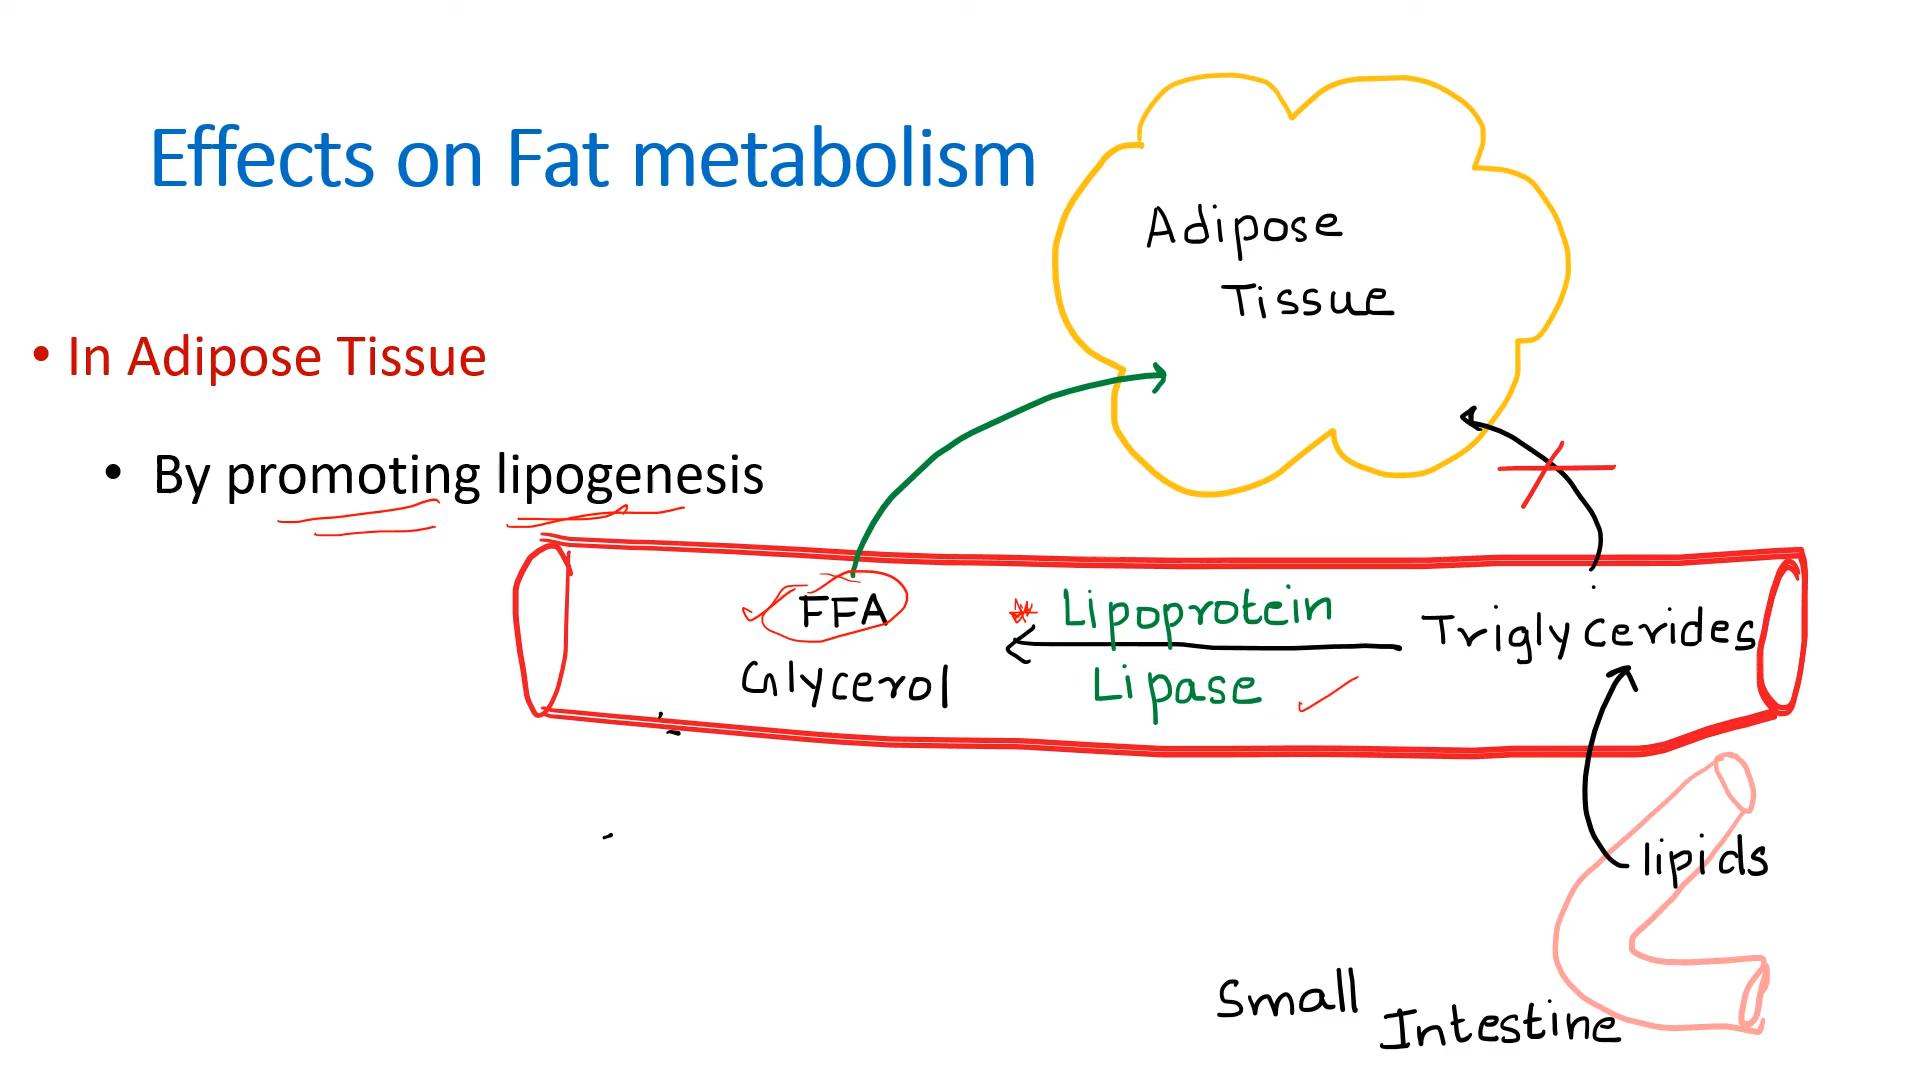 Effects on Fat metabolism
• In Adipose Tissue
• By promoting lipogenesis
Adipose
Tissue
FFA
Glycerol
* Lipoprotein
Lipase
Triglycerides
lipids
Small
Intestine